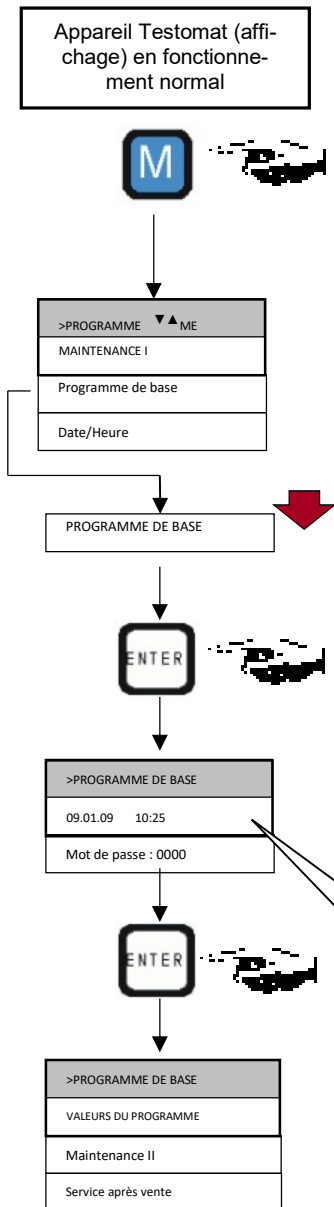 Appareil Testomat (affi-
chage) en fonctionne-
ment normal
M
>PROGRAMME ▼▲ ME
MAINTENANCE I
Programme de base
Date/Heure
PROGRAMME DE BASE
ENTER
>PROGRAMME DE BASE
09.01.09 10:25
Mot de passe : 0000
ENTER
>PROGRAMME DE BASE
VALEURS DU PROGRAMME
Maintenance II
Service après vente